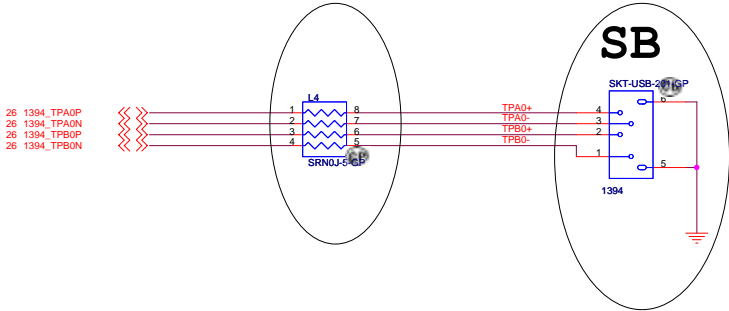 SB
SKT-USB-201-GP
6
L4
26 1394_TPA0P
1
8
TPA0+
4
26 1394_TPA0N
2
7
TPA0-
3
26 1394_TPB0P
3
6
TPB0+
2
26 1394_TPB0N
4
5
TPB0-
1
5
SRN0J-5-GP
1394